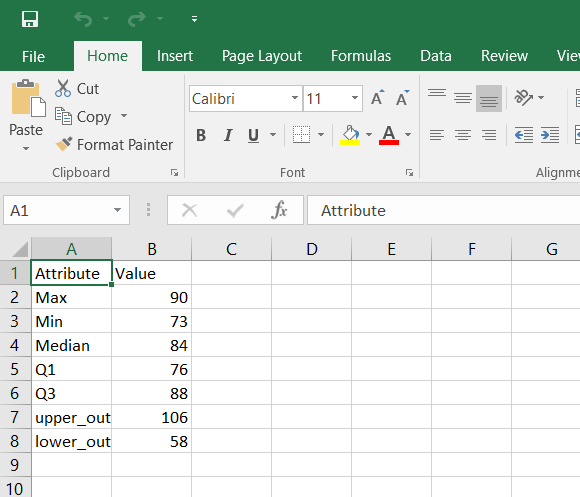 File Home Insert Page Layout Formulas Data Review
Paste
Cut
Copy
Format Painter
Clipboard
Calibri 11 A A
B I U A
Font
ab
A1 fx Attribute
A B C D E F G
1 Attribute Value
2 Max 90
3 Min 73
4 Median 84
5 Q1 76
6 Q3 88
7 upper_out 106
8 lower_out 58
9
10